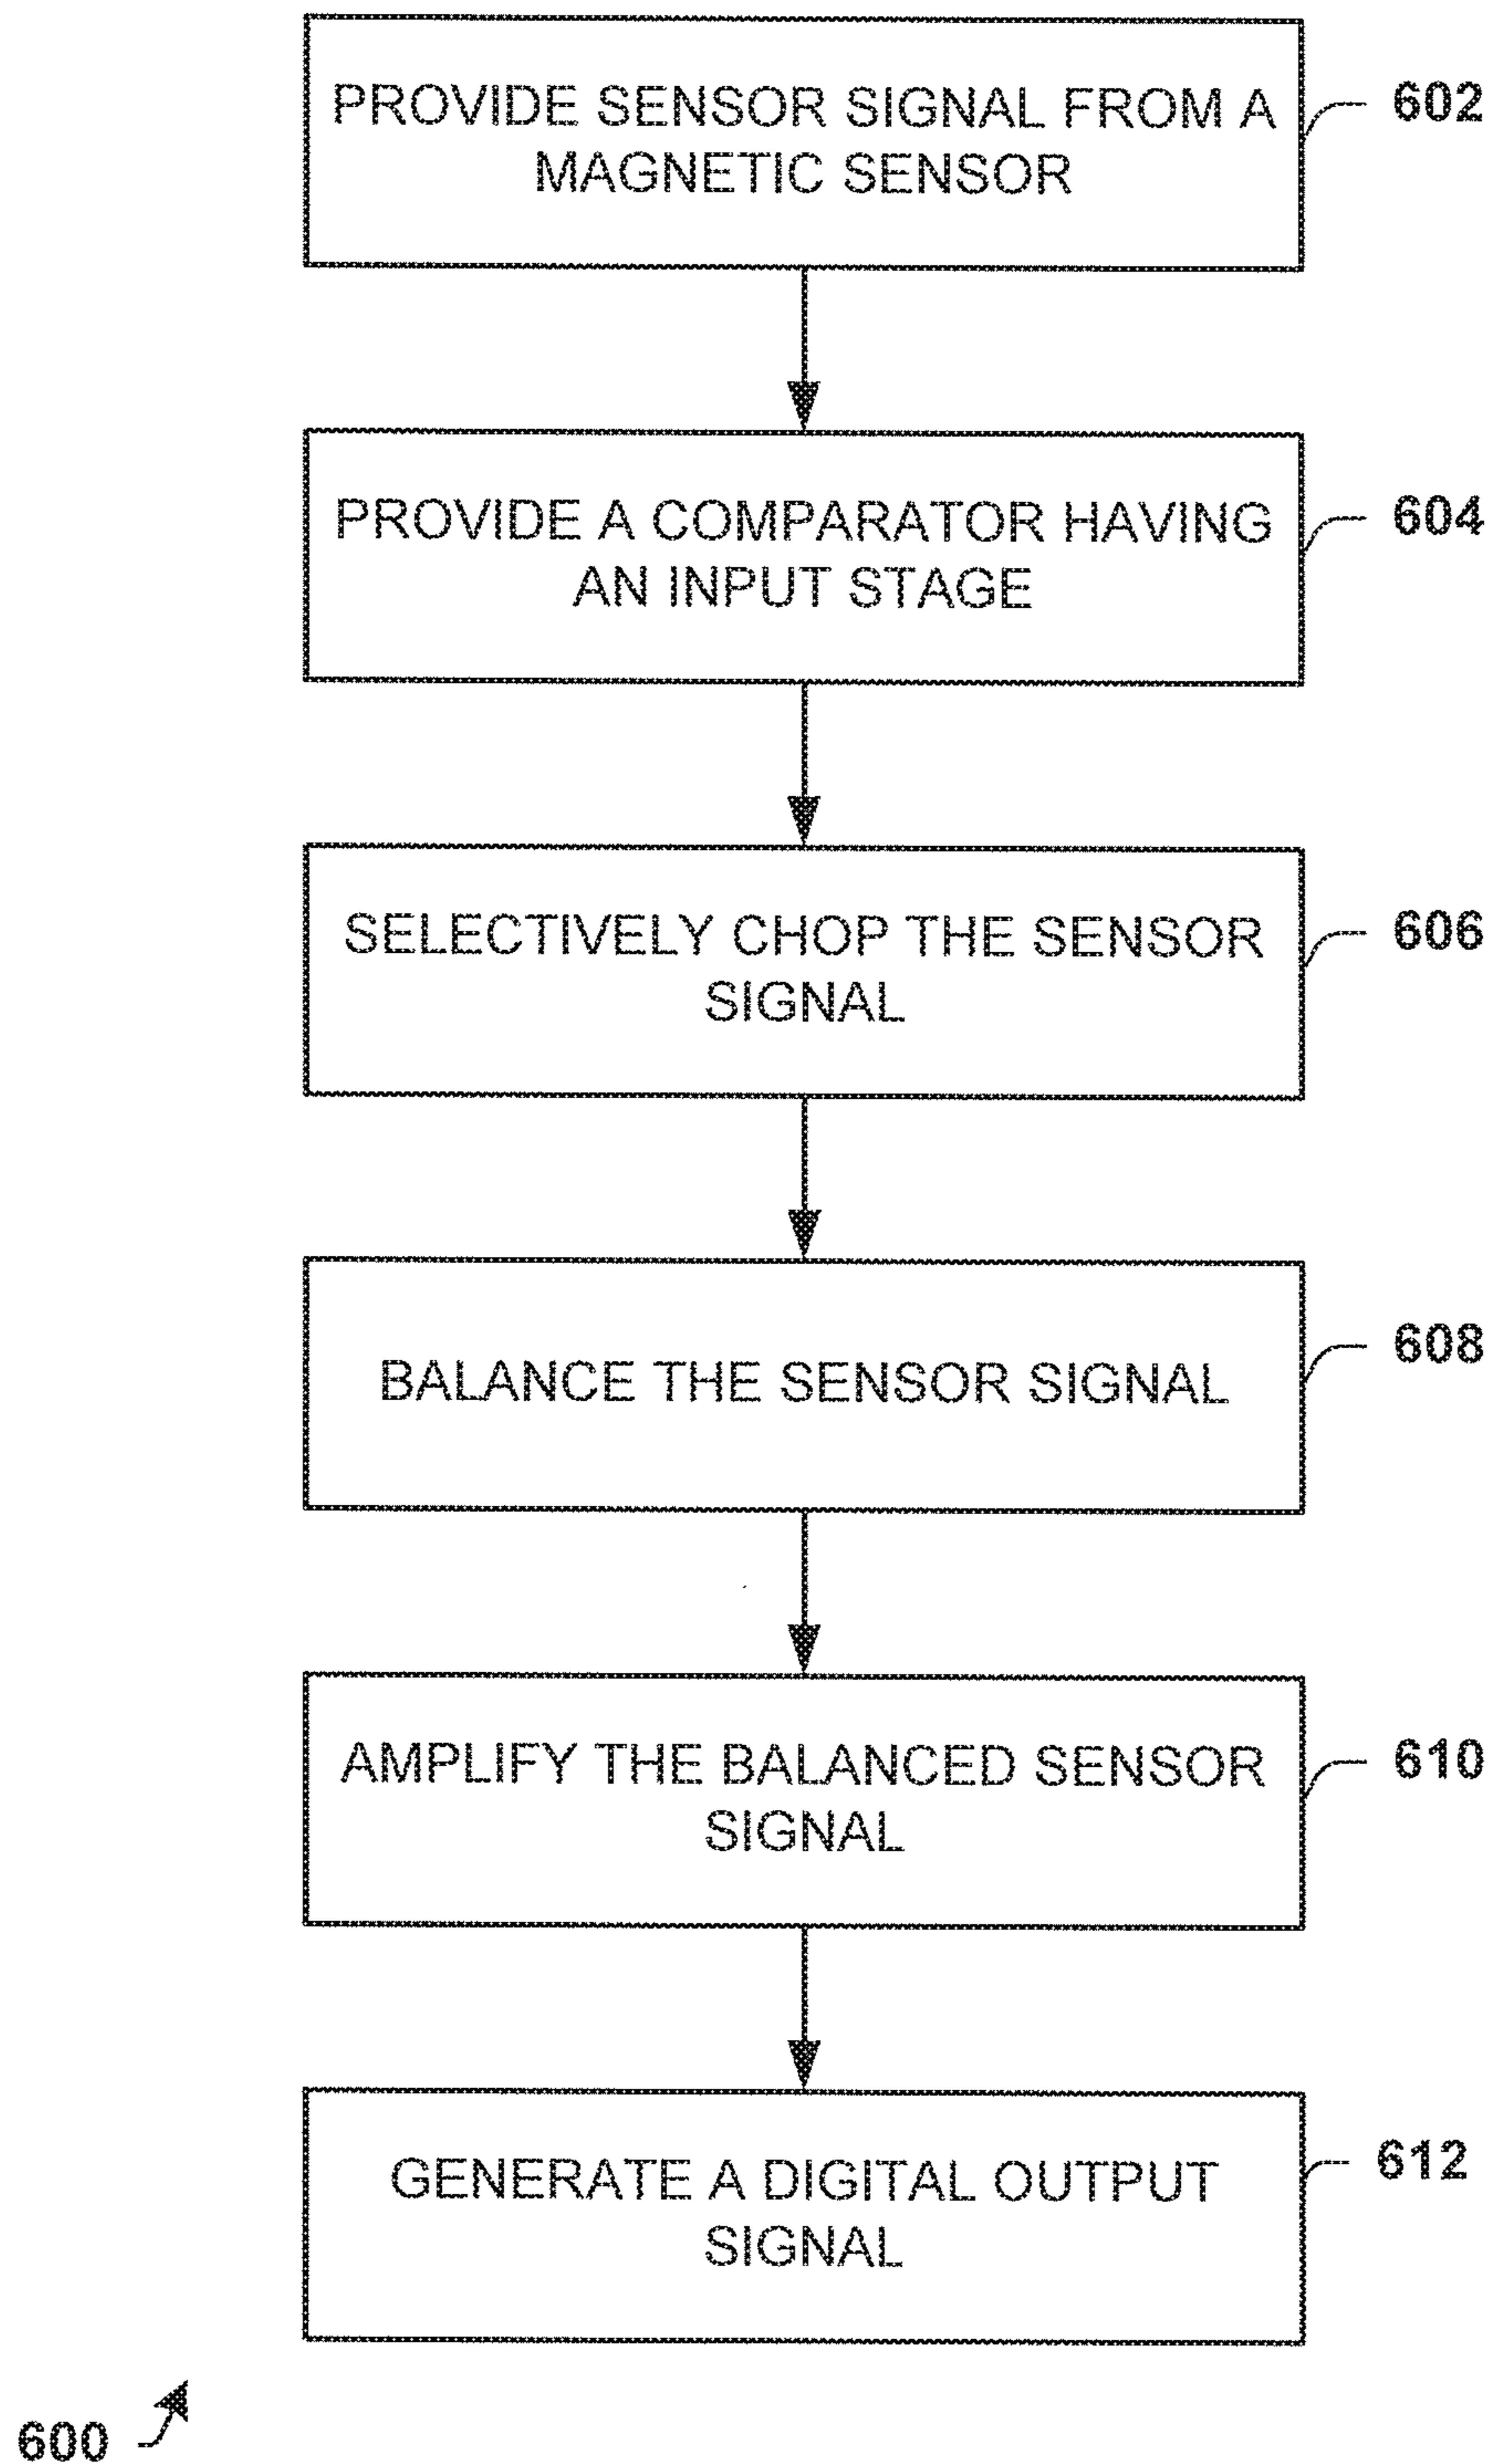 PROVIDE SENSOR SIGNAL FROM A
MAGNETIC SENSOR
602
PROVIDE A COMPARATOR HAVING
AN INPUT STAGE
604
SELECTIVELY CHOP THE SENSOR
SIGNAL
606
BALANCE THE SENSOR SIGNAL
608
AMPLIFY THE BALANCED SENSOR
SIGNAL
610
GENERATE A DIGITAL OUTPUT
SIGNAL
612
600